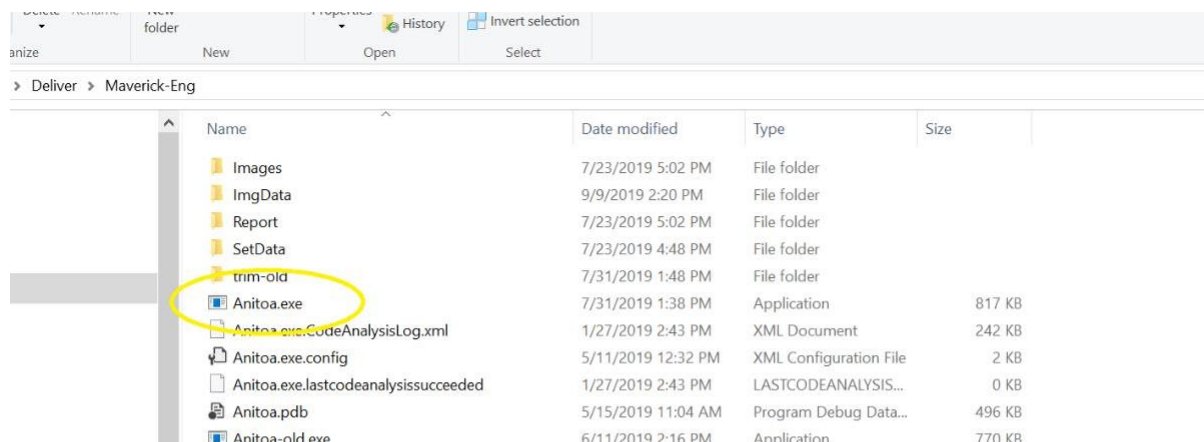 Delete Rename New Properties
folder History Invert selection
anize New Open Select
> Deliver > Maverick-Eng
Name Date modified Type Size
Images 7/23/2019 5:02 PM File folder
ImgData 9/9/2019 2:20 PM File folder
Report 7/23/2019 5:02 PM File folder
SetData 7/23/2019 4:48 PM File folder
trim-old 7/31/2019 1:48 PM File folder
Anitoa.exe 7/31/2019 1:38 PM Application 817 KB
Anitoa.exe.CodeAnalysisLog.xml 1/27/2019 2:43 PM XML Document 242 KB
Anitoa.exe.config 5/11/2019 12:32 PM XML Configuration File 2 KB
Anitoa.exe.lastcodeanalysissucceeded 1/27/2019 2:43 PM LASTCODEANALYSIS... 0 KB
Anitoa.pdb 5/15/2019 11:04 AM Program Debug Data... 496 KB
Anitoa-old.exe 6/11/2019 2:16 PM Application 770 KB